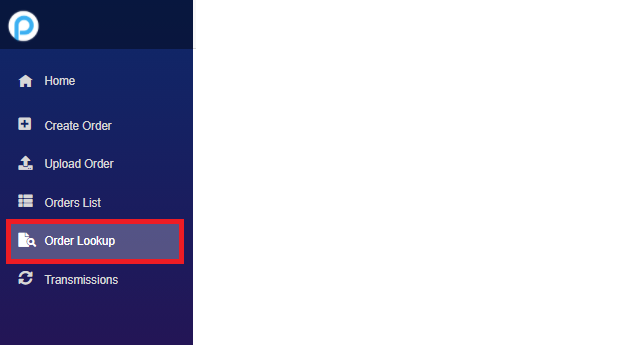 Home
Create Order
Upload Order
Orders List
Order Lookup
Transmissions